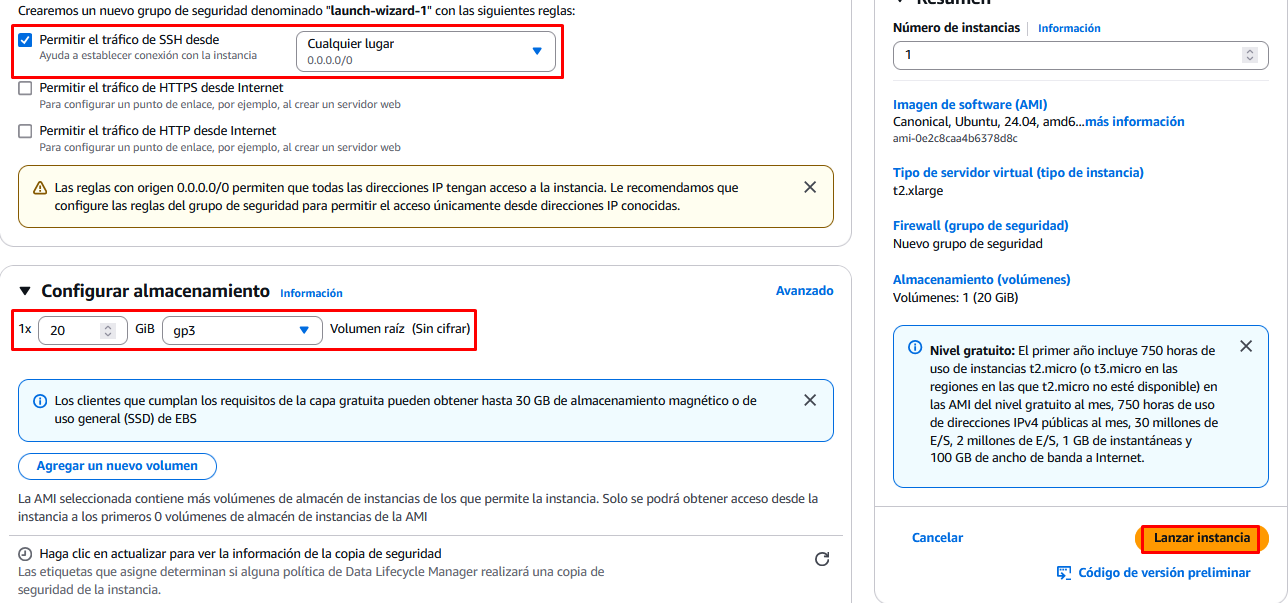 Crearemos un nuevo grupo de seguridad denominado "launch-wizard-1" con las siguientes reglas:
Permitir el tráfico de SSH desde
Ayuda a establecer conexión con la instancia
Cualquier lugar
0.0.0.0/0
Permitir el tráfico de HTTPS desde Internet
Para configurar un punto de enlace, por ejemplo, al crear un servidor web
Permitir el tráfico de HTTP desde Internet
Para configurar un punto de enlace, por ejemplo, al crear un servidor web
Las reglas con origen 0.0.0.0/0 permiten que todas las direcciones IP tengan acceso a la instancia. Le recomendamos que
configure las reglas del grupo de seguridad para permitir el acceso únicamente desde direcciones IP conocidas.
Configurar almacenamiento Información
Avanzado
1x 20 GiB gp3 Volumen raíz (Sin cifrar)
Los clientes que cumplan los requisitos de la capa gratuita pueden obtener hasta 30 GB de almacenamiento magnético o de
uso general (SSD) de EBS
Agregar un nuevo volumen
La AMI seleccionada contiene más volúmenes de almacén de instancias de los que permite la instancia. Solo se podrá obtener acceso desde la
instancia a los primeros 0 volúmenes de almacén de instancias de la AMI
Haga clic en actualizar para ver la información de la copia de seguridad
Las etiquetas que asigne determinan si alguna política de Data Lifecycle Manager realizará una copia de
seguridad de la instancia.
Resumen
Número de instancias Información
1
Imagen de software (AMI)
Canonical, Ubuntu, 24.04, amd6...más información
ami-0e2c8caa4b6378d8c
Tipo de servidor virtual (tipo de instancia)
t2.xlarge
Firewall (grupo de seguridad)
Nuevo grupo de seguridad
Almacenamiento (volúmenes)
Volúmenes: 1 (20 GiB)
Nivel gratuito: El primer año incluye 750 horas de
uso de instancias t2.micro (o t3.micro en las
regiones en las que t2.micro no esté disponible) en
las AMI del nivel gratuito al mes, 750 horas de uso
de direcciones IPv4 públicas al mes, 30 millones de
E/S, 2 millones de E/S, 1 GB de instantáneas y
100 GB de ancho de banda a Internet.
Cancelar
Lanzar instancia
Código de versión preliminar